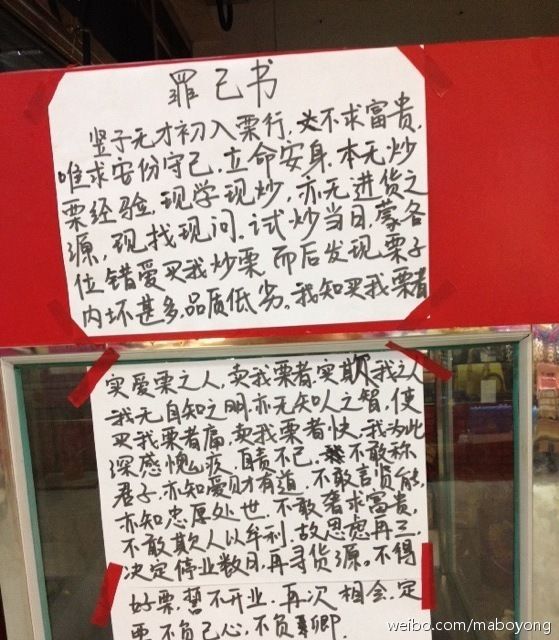 罪己书
竖子无才初入栗行,不求富贵,
唯求安份守己,立命安身,本无炒
栗经验,现学现炒,亦无进货之
源,现找现问。试炒当日,蒙各
位错爱买我炒栗,而后发现栗子
内坏甚多,品质低劣。我知买我栗者
实爱栗之人,卖我栗者实欺我之人
我无自知之明,亦无知人之智,使
买我栗者痛,卖我栗者快,我为此
深感愧疚,自责不已,不敢称
君子,亦知爱财有道,不敢言贤能,
亦知忠厚处世,不敢奢求富贵,
不敢欺人以牟利,故思虑再三
决定停业数日,再寻货源。不得
好栗,誓不开业,再次相会,定
栗不负己心,不负卿
weibo.com/maboyong